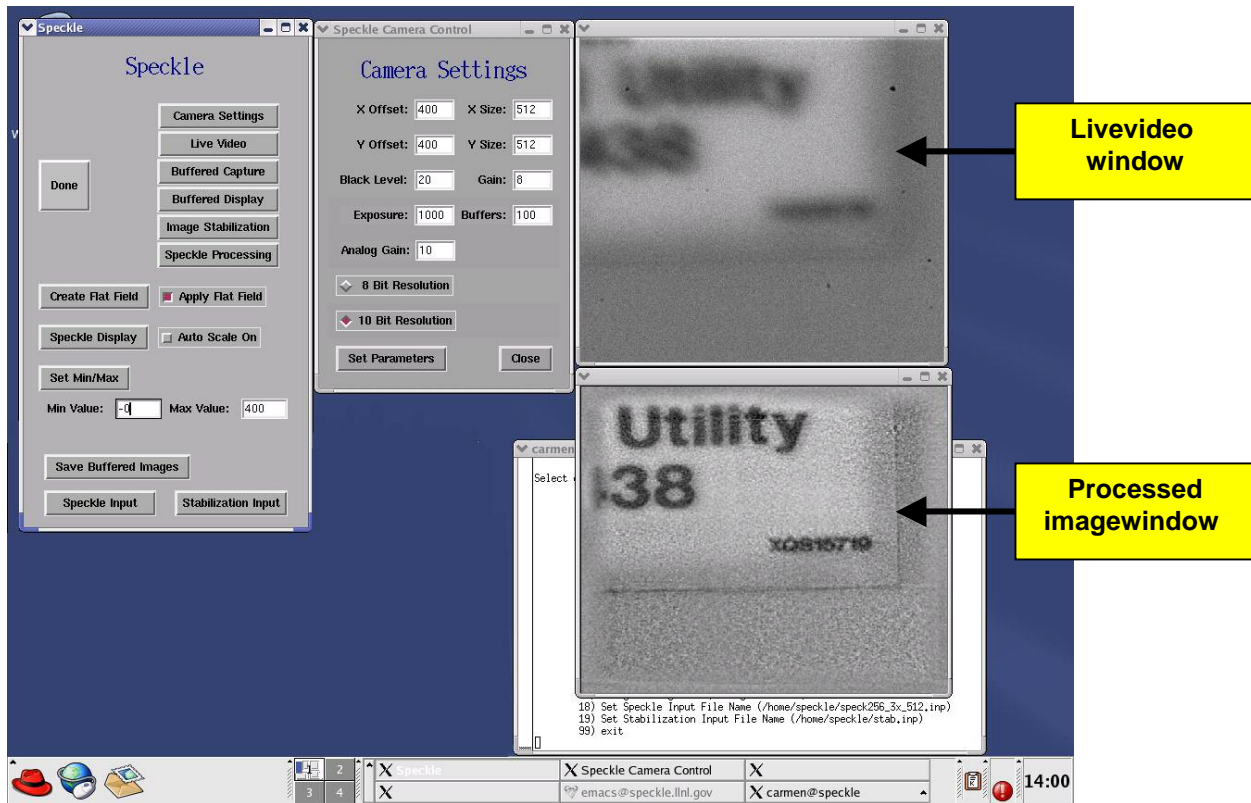 Speckle
Speckle
Camera Settings
Live Video
Done
Buffered Capture
Buffered Display
Image Stabilization
Speckle Processing
Create Flat Field
Apply Flat Field
Speckle Display
Auto Scale On
Set Min/Max
Min Value: -0 Max Value: 400
Save Buffered Images
Speckle Input Stabilization Input
Speckle Camera Control
Camera Settings
X Offset: 400 X Size: 512
Y Offset: 400 Y Size: 512
Black Level: 20 Gain: 8
Exposure: 1000 Buffers: 100
Analog Gain: 10
8 Bit Resolution
10 Bit Resolution
Set Parameters Close
Livevideo
window
Utility
38
XOS15719
Processed
imagewindow
carmen
Select
18) Set Speckle Input File Name (/home/speckle/speck256_3x_512.inp)
19) Set Stabilization Input File Name (/home/speckle/stab.inp)
99) exit
1 2
3 4
Speckle
Speckle Camera Control
emacs@speckle.llnl.gov
carmen@speckle
14:00